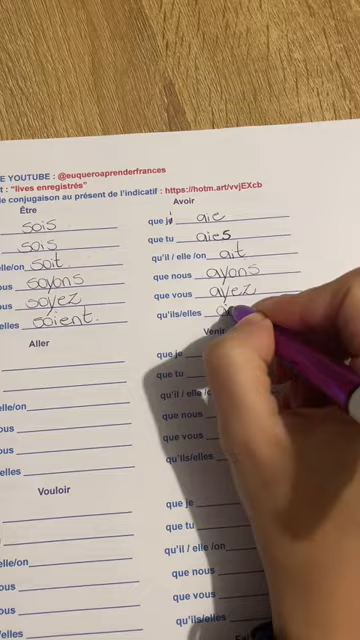 E YOUTUBE : @euqueroaprenderfrances
t : "lives enregistrés"
le conjugaison au présent de l'indicatif : https://hotm.art/vvjEXcb
Être
sois
sois
elle/on soit
ous soyons
ous soyez
elles soient.
Avoir
que j' aie
que tu aies
qu'il / elle /on ait
que nous ayons
que vous ayez
qu'ils/elles ai
Aller
elle/on
ous
ous
elles
Venir
que je
que tu
qu'il / elle /o
que nous
que vous
qu'ils/elles
Vouloir
elle/on
ous
ous
elles
que je
que tu
qu'il / elle /on
que nous
que vous
qu'ils/elles